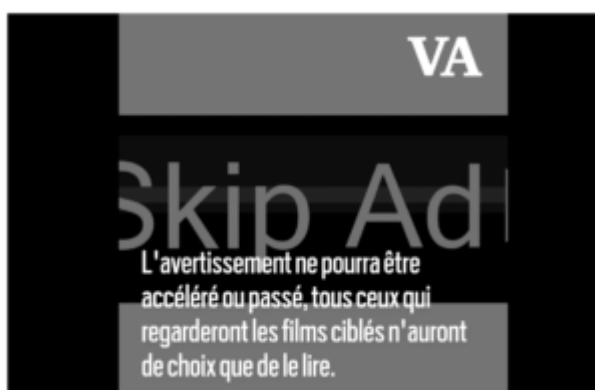 VA
Skip Ad
L'avertissement ne pourra être
accéléré ou passé, tous ceux qui
regarderont les films ciblés n'auront
de choix que de le lire.